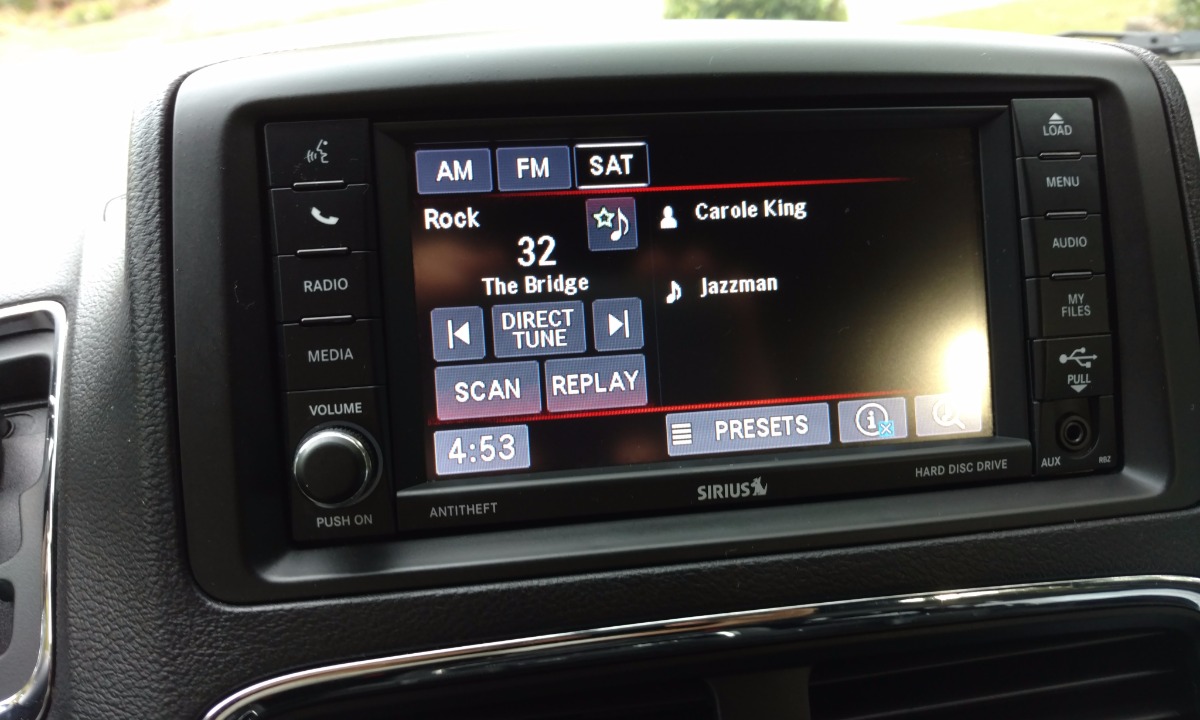 AM FM SAT
Rock
32
The Bridge
DIRECT
TUNE
SCAN REPLAY
4:53
Carole King
Jazzman
PRESETS
i
RADIO
MEDIA
VOLUME
PUSH ON
ANTITHEFT
SIRIUS
HARD DISC DRIVE
LOAD
MENU
AUDIO
MY
FILES
PULL
AUX RBZ